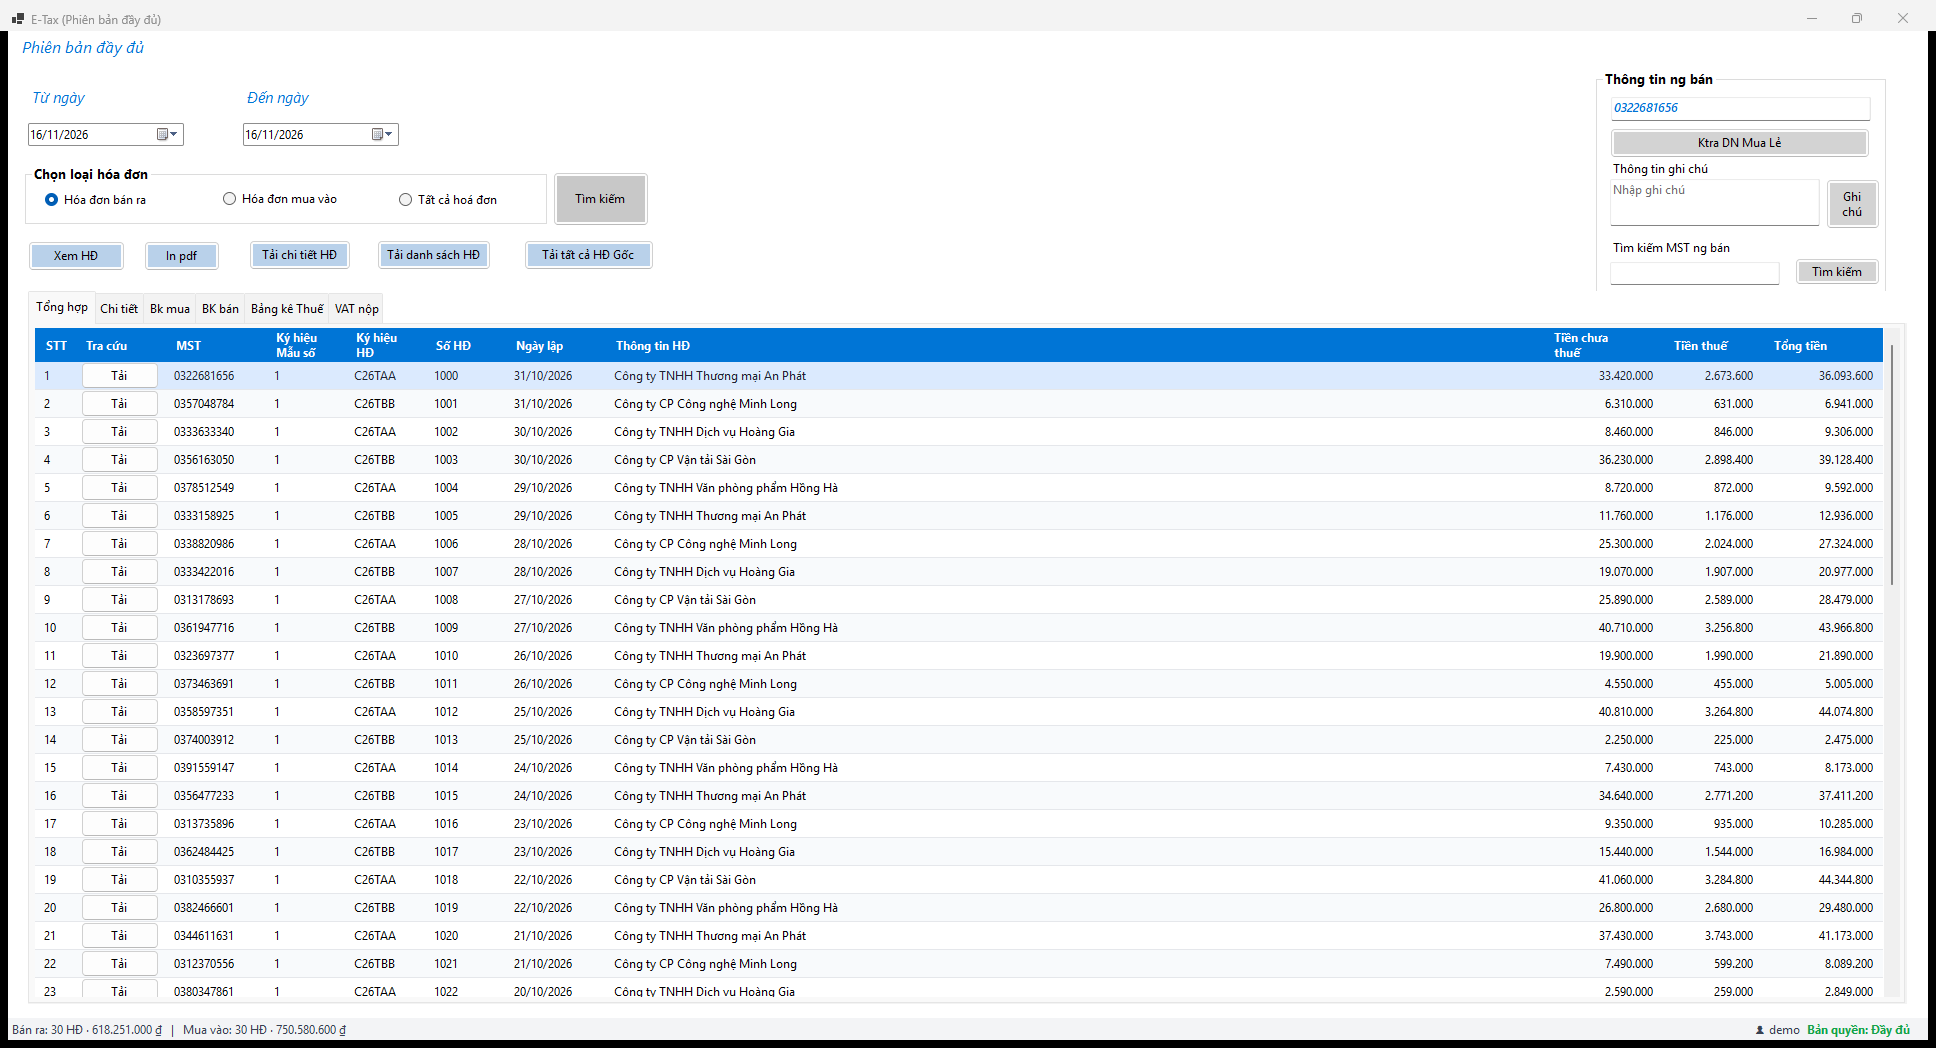 E-Tax (Phiên bản đầy đủ)
Phiên bản đầy đủ
Từ ngày Đến ngày
16/11/2026 16/11/2026
Chọn loại hóa đơn
Hóa đơn bán ra Hóa đơn mua vào Tất cả hoá đơn Tìm kiếm
Xem HĐ In pdf Tải chi tiết HĐ Tải danh sách HĐ Tải tất cả HĐ Gốc
Thông tin ng bán
0322681656
Ktra DN Mua Lẻ
Thông tin ghi chú
Nhập ghi chú Ghi chú
Tìm kiếm MST ng bán
Tìm kiếm
Tổng hợp Chi tiết Bk mua BK bán Bảng kê Thuế VAT nộp
STT Tra cứu MST Ký hiệu Mẫu số Ký hiệu HĐ Số HĐ Ngày lập Thông tin HĐ Tiền chưa thuế Tiền thuế Tổng tiền
1 Tải 0322681656 1 C26TAA 1000 31/10/2026 Công ty TNHH Thương mại An Phát 33.420.000 2.673.600 36.093.600
2 Tải 0357048784 1 C26TBB 1001 31/10/2026 Công ty CP Công nghệ Minh Long 6.310.000 631.000 6.941.000
3 Tải 0333633340 1 C26TAA 1002 30/10/2026 Công ty TNHH Dịch vụ Hoàng Gia 8.460.000 846.000 9.306.000
4 Tải 0356163050 1 C26TBB 1003 30/10/2026 Công ty CP Vận tải Sài Gòn 36.230.000 2.898.400 39.128.400
5 Tải 0378512549 1 C26TAA 1004 29/10/2026 Công ty TNHH Văn phòng phẩm Hồng Hà 8.720.000 872.000 9.592.000
6 Tải 0333158925 1 C26TBB 1005 29/10/2026 Công ty TNHH Thương mại An Phát 11.760.000 1.176.000 12.936.000
7 Tải 0338820986 1 C26TAA 1006 28/10/2026 Công ty CP Công nghệ Minh Long 25.300.000 2.024.000 27.324.000
8 Tải 0333422016 1 C26TBB 1007 28/10/2026 Công ty TNHH Dịch vụ Hoàng Gia 19.070.000 1.907.000 20.977.000
9 Tải 0313178693 1 C26TAA 1008 27/10/2026 Công ty CP Vận tải Sài Gòn 25.890.000 2.589.000 28.479.000
10 Tải 0361947716 1 C26TBB 1009 27/10/2026 Công ty TNHH Văn phòng phẩm Hồng Hà 40.710.000 3.256.800 43.966.800
11 Tải 0323697377 1 C26TAA 1010 26/10/2026 Công ty TNHH Thương mại An Phát 19.900.000 1.990.000 21.890.000
12 Tải 0373463691 1 C26TBB 1011 26/10/2026 Công ty CP Công nghệ Minh Long 4.550.000 455.000 5.005.000
13 Tải 0358597351 1 C26TAA 1012 25/10/2026 Công ty TNHH Dịch vụ Hoàng Gia 40.810.000 3.264.800 44.074.800
14 Tải 0374003912 1 C26TBB 1013 25/10/2026 Công ty CP Vận tải Sài Gòn 2.250.000 225.000 2.475.000
15 Tải 0391559147 1 C26TAA 1014 24/10/2026 Công ty TNHH Văn phòng phẩm Hồng Hà 7.430.000 743.000 8.173.000
16 Tải 0356477233 1 C26TBB 1015 24/10/2026 Công ty TNHH Thương mại An Phát 34.640.000 2.771.200 37.411.200
17 Tải 0313735896 1 C26TAA 1016 23/10/2026 Công ty CP Công nghệ Minh Long 9.350.000 935.000 10.285.000
18 Tải 0362484425 1 C26TBB 1017 23/10/2026 Công ty TNHH Dịch vụ Hoàng Gia 15.440.000 1.544.000 16.984.000
19 Tải 0310355937 1 C26TAA 1018 22/10/2026 Công ty CP Vận tải Sài Gòn 41.060.000 3.284.800 44.344.800
20 Tải 0382466601 1 C26TBB 1019 22/10/2026 Công ty TNHH Văn phòng phẩm Hồng Hà 26.800.000 2.680.000 29.480.000
21 Tải 0344611631 1 C26TAA 1020 21/10/2026 Công ty TNHH Thương mại An Phát 37.430.000 3.743.000 41.173.000
22 Tải 0312370556 1 C26TBB 1021 21/10/2026 Công ty CP Công nghệ Minh Long 7.490.000 599.200 8.089.200
23 Tải 0380347861 1 C26TAA 1022 20/10/2026 Công ty TNHH Dịch vụ Hoàng Gia 2.590.000 259.000 2.849.000
Bán ra: 30 HĐ · 618.251.000 ₫ | Mua vào: 30 HĐ · 750.580.600 ₫ demo Bản quyền: Đầy đủ